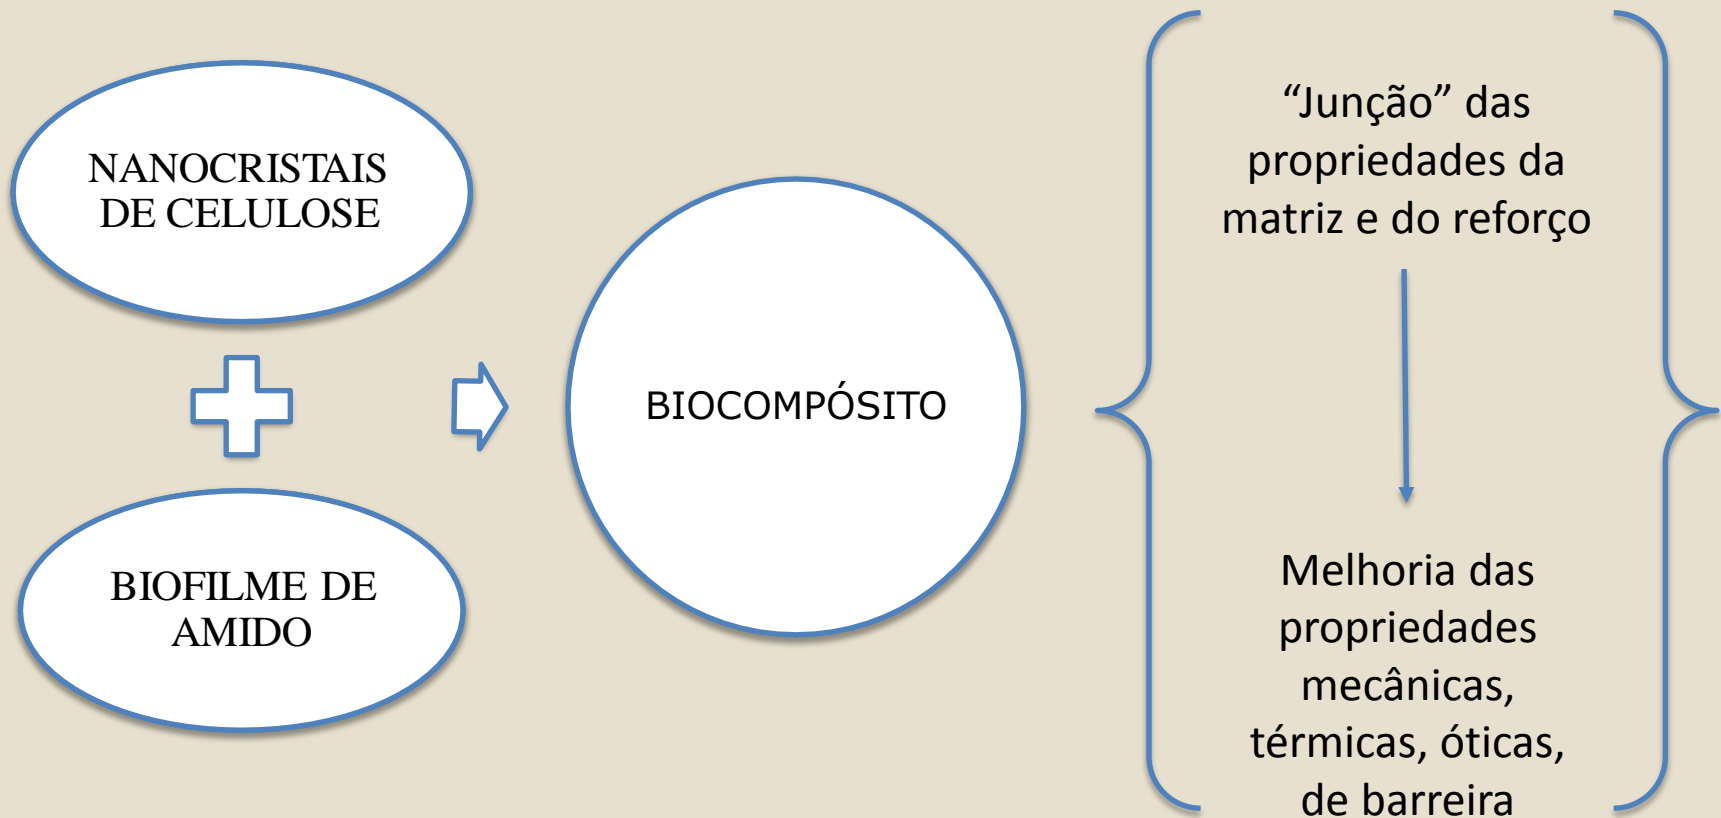 NANOCRISTAIS
DE CELULOSE
BIOFILME DE
AMIDO
BIOCOMPÓSITO
“Junção” das
propriedades da
matriz e do reforço
Melhoria das
propriedades
mecânicas,
térmicas, óticas,
de barreira